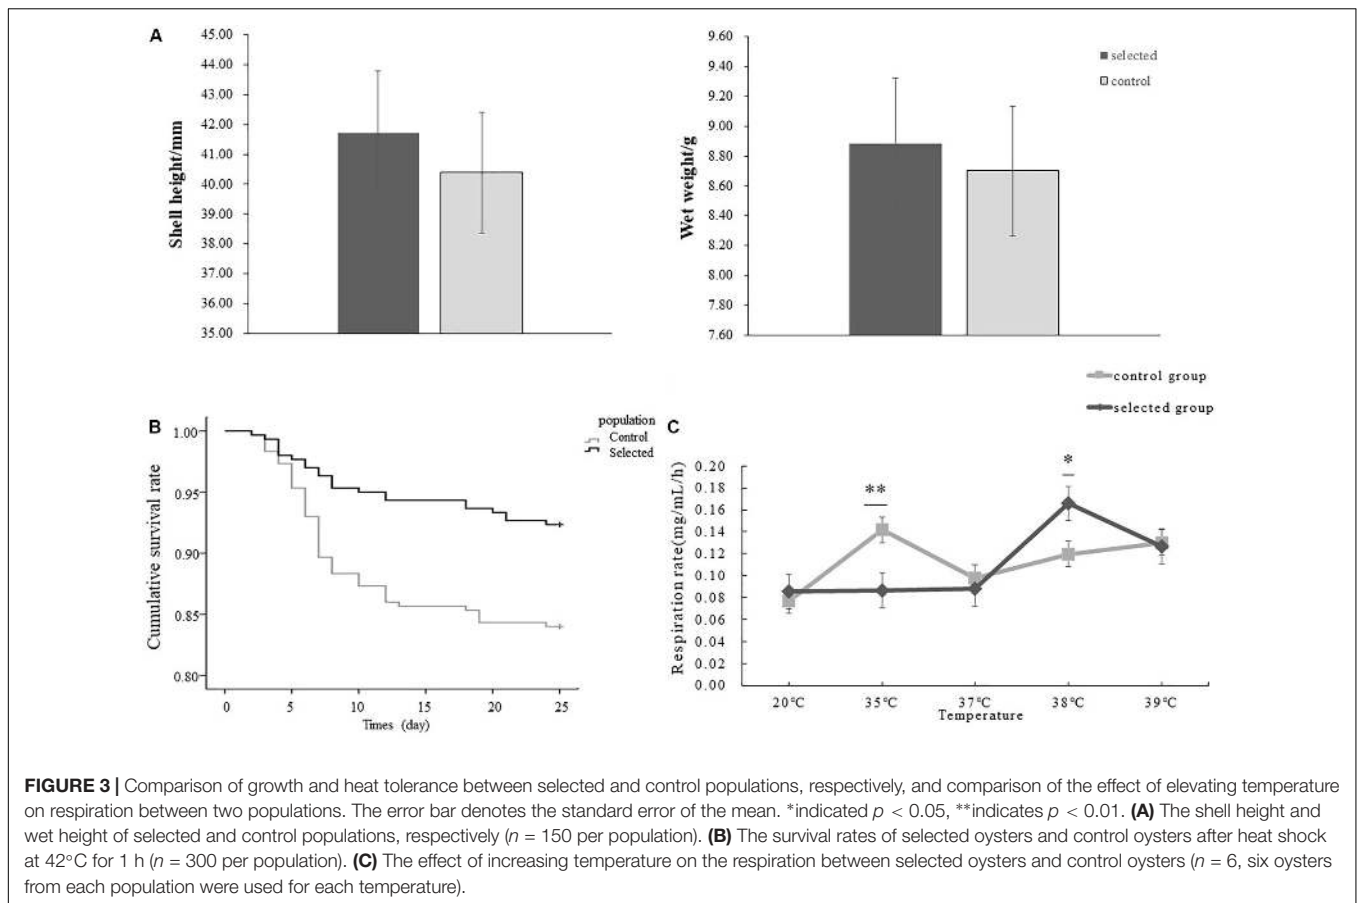 A
45.00
44.00
43.00
42.00
41.00
40.00
39.00
38.00
37.00
36.00
35.00
Shell height/mm
9.60
9.40
9.20
9.00
8.80
8.60
8.40
8.20
8.00
7.80
7.60
Wet weight/g
selected
control
B
1.00
0.95
0.90
0.85
0.80
Cumulative survival rate
population
Control
Selected
0 5 10 15 20 25
Times (day)
control group
selected group
C
0.20
0.18
0.16
0.14
0.12
0.10
0.08
0.06
0.04
0.02
0.00
Respiration rate(mg/mL/h)
**
*
20°C 35°C 37°C 38°C 39°C
Temperature
FIGURE 3 | Comparison of growth and heat tolerance between selected and control populations, respectively, and comparison of the effect of elevating temperature
on respiration between two populations. The error bar denotes the standard error of the mean. *indicated p < 0.05, **indicates p < 0.01. (A) The shell height and
wet height of selected and control populations, respectively (n = 150 per population). (B) The survival rates of selected oysters and control oysters after heat shock
at 42°C for 1 h (n = 300 per population). (C) The effect of increasing temperature on the respiration between selected oysters and control oysters (n = 6, six oysters
from each population were used for each temperature).